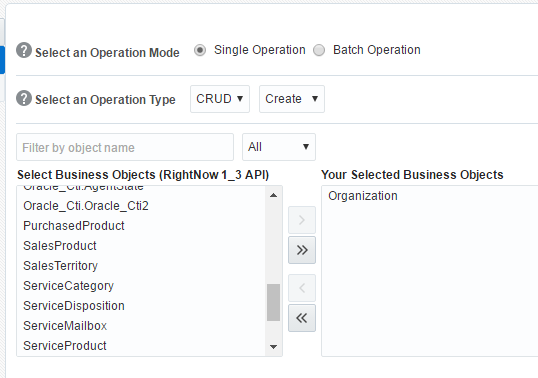 Select an Operation Mode Single Operation Batch Operation
Select an Operation Type CRUD Create
Filter by object name All
Select Business Objects (RightNow 1_3 API) Your Selected Business Objects
Oracle_Cti.AgentState
Organization
Oracle_Cti.Oracle_Cti2
PurchasedProduct
SalesProduct
SalesTerritory
ServiceCategory
ServiceDisposition
ServiceMailbox
ServiceProduct